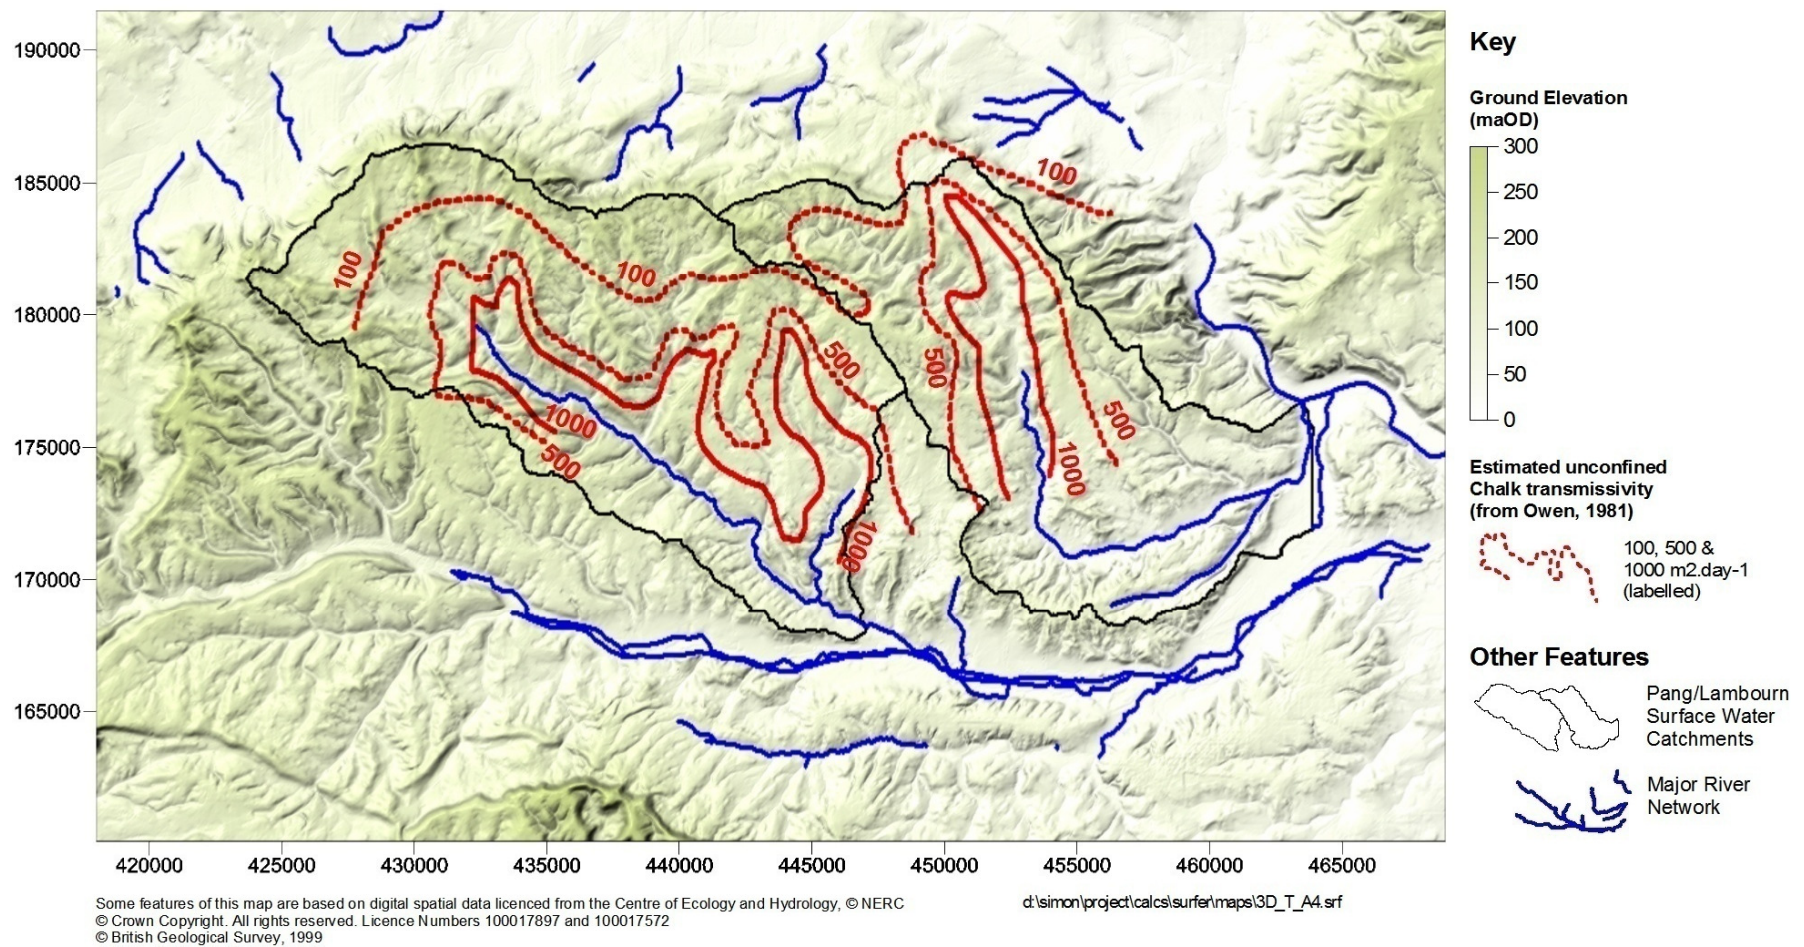 190000
185000
180000
175000
170000
165000
420000 425000 430000 435000 440000 445000 450000 455000 460000 465000
100
100
100
500
500
500
500
1000
1000
1000
Key
Ground Elevation
(maOD)
300
250
200
150
100
50
0
Estimated unconfined
Chalk transmissivity
(from Owen, 1981)
100, 500 &
1000 m2.day-1
(labelled)
Other Features
Pang/Lambourn
Surface Water
Catchments
Major River
Network
Some features of this map are based on digital spatial data licenced from the Centre of Ecology and Hydrology, © NERC
© Crown Copyright. All rights reserved. Licence Numbers 100017897 and 100017572
© British Geological Survey, 1999
d:\simon\project\calcs\surfer\maps\3D_T_A4.srf